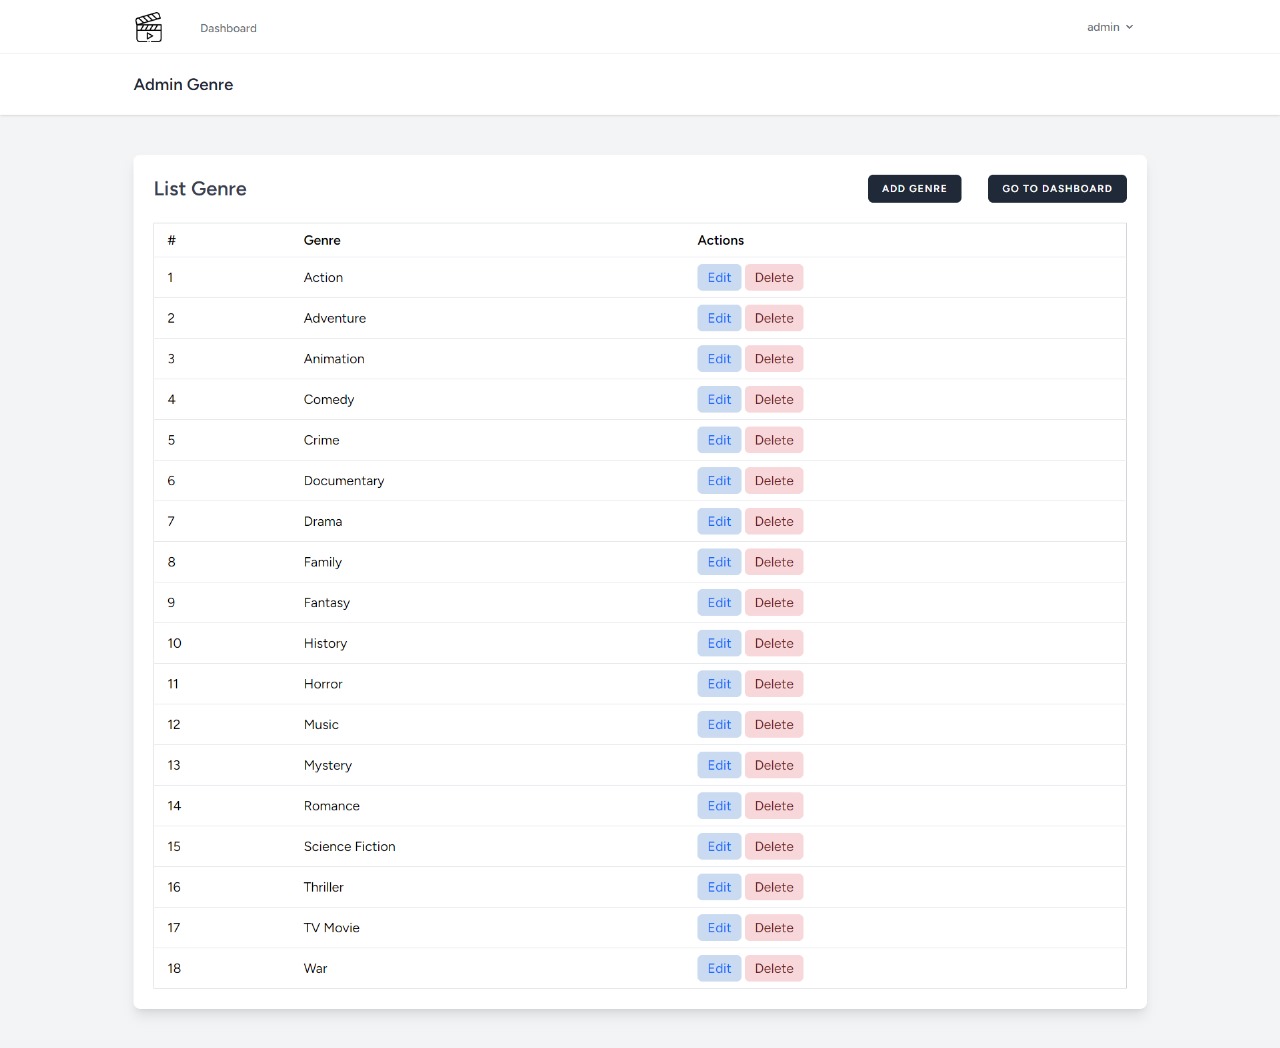 Dashboard admin
Admin Genre
List Genre ADD GENRE GO TO DASHBOARD
# Genre Actions
1 Action Edit Delete
2 Adventure Edit Delete
3 Animation Edit Delete
4 Comedy Edit Delete
5 Crime Edit Delete
6 Documentary Edit Delete
7 Drama Edit Delete
8 Family Edit Delete
9 Fantasy Edit Delete
10 History Edit Delete
11 Horror Edit Delete
12 Music Edit Delete
13 Mystery Edit Delete
14 Romance Edit Delete
15 Science Fiction Edit Delete
16 Thriller Edit Delete
17 TV Movie Edit Delete
18 War Edit Delete